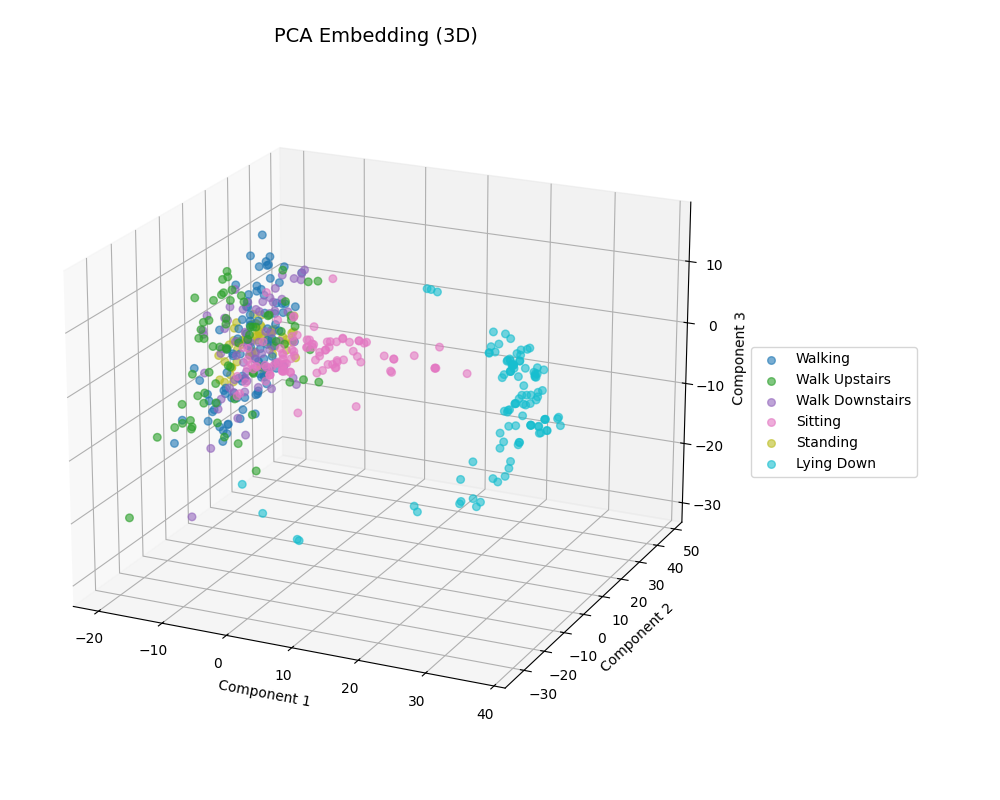 PCA Embedding (3D)
10
0
−10
−20
−30
Component 3
Walking
Walk Upstairs
Walk Downstairs
Sitting
Standing
Lying Down
50
40
30
20
10
0
−10
−20
−30
Component 2
−20
−10
0
10
20
30
40
Component 1